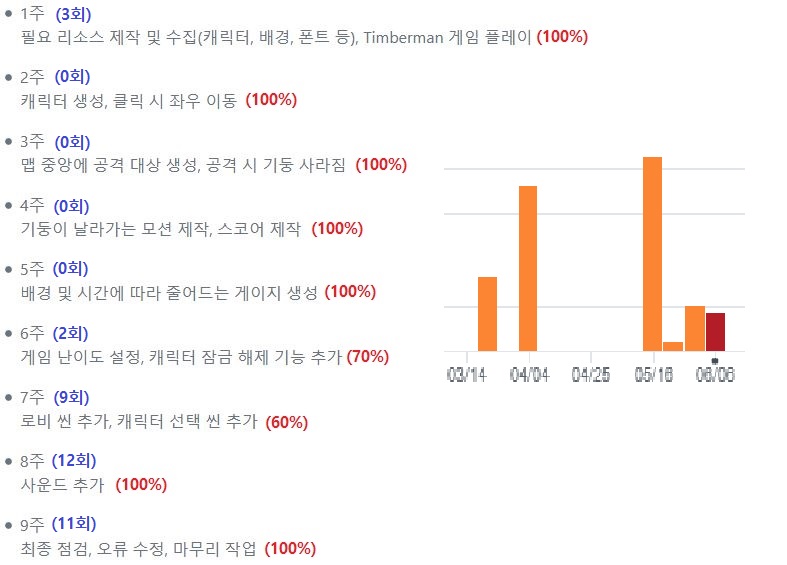 • 1주 (3회)
필요 리소스 제작 및 수집(캐릭터, 배경, 폰트 등), Timberman 게임 플레이 (100%)
• 2주 (0회)
캐릭터 생성, 클릭 시 좌우 이동 (100%)
• 3주 (0회)
맵 중앙에 공격 대상 생성, 공격 시 기둥 사라짐 (100%)
• 4주 (0회)
기둥이 날라가는 모션 제작, 스코어 제작 (100%)
• 5주 (0회)
배경 및 시간에 따라 줄어드는 게이지 생성 (100%)
• 6주 (2회)
게임 난이도 설정, 캐릭터 잠금 해제 기능 추가 (70%)
• 7주 (9회)
로비 씬 추가, 캐릭터 선택 씬 추가 (60%)
• 8주 (12회)
사운드 추가 (100%)
• 9주 (11회)
최종 점검, 오류 수정, 마무리 작업 (100%)
03/14 04/04 04/25 05/16 06/06